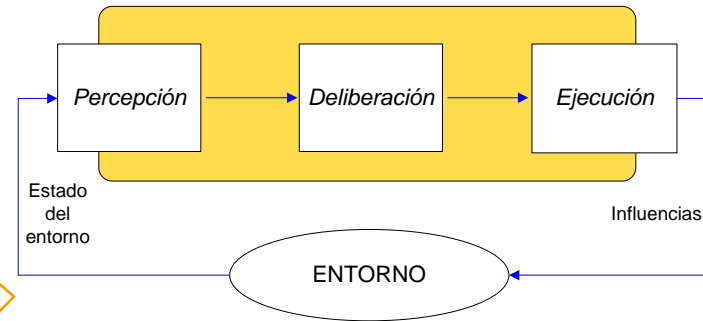 Percepción
Deliberación
Ejecución
Estado
del
entorno
Influencias
ENTORNO